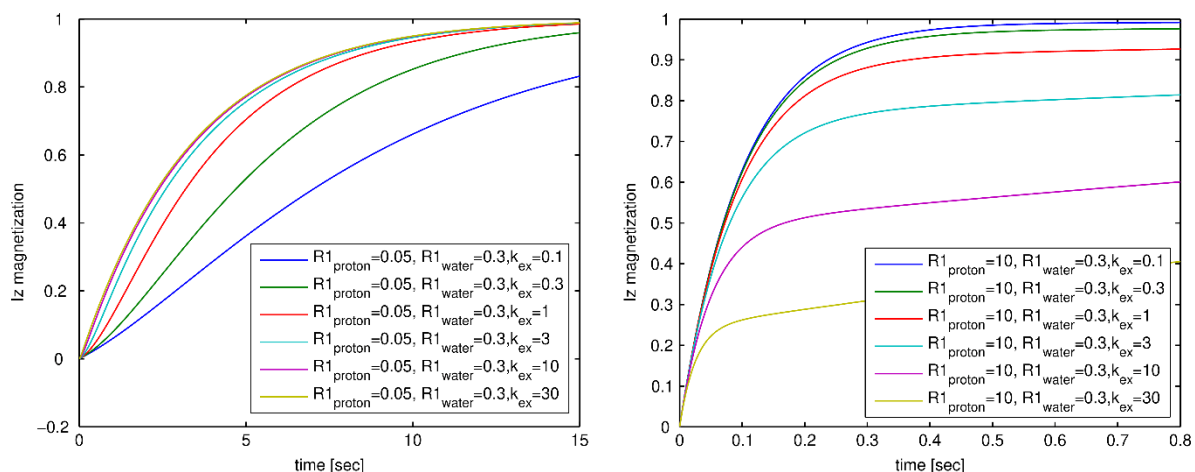 1
0.8
0.6
0.4
0.2
0
−0.2
Iz magnetization
0
5
10
15
time [sec]
R1proton=0.05, R1water=0.3,kex=0.1
R1proton=0.05, R1water=0.3,kex=0.3
R1proton=0.05, R1water=0.3,kex=1
R1proton=0.05, R1water=0.3,kex=3
R1proton=0.05, R1water=0.3,kex=10
R1proton=0.05, R1water=0.3,kex=30
1
0.9
0.8
0.7
0.6
0.5
0.4
0.3
0.2
0.1
0
Iz magnetization
0
0.1
0.2
0.3
0.4
0.5
0.6
0.7
0.8
time [sec]
R1proton=10, R1water=0.3,kex=0.1
R1proton=10, R1water=0.3,kex=0.3
R1proton=10, R1water=0.3,kex=1
R1proton=10, R1water=0.3,kex=3
R1proton=10, R1water=0.3,kex=10
R1proton=10, R1water=0.3,kex=30